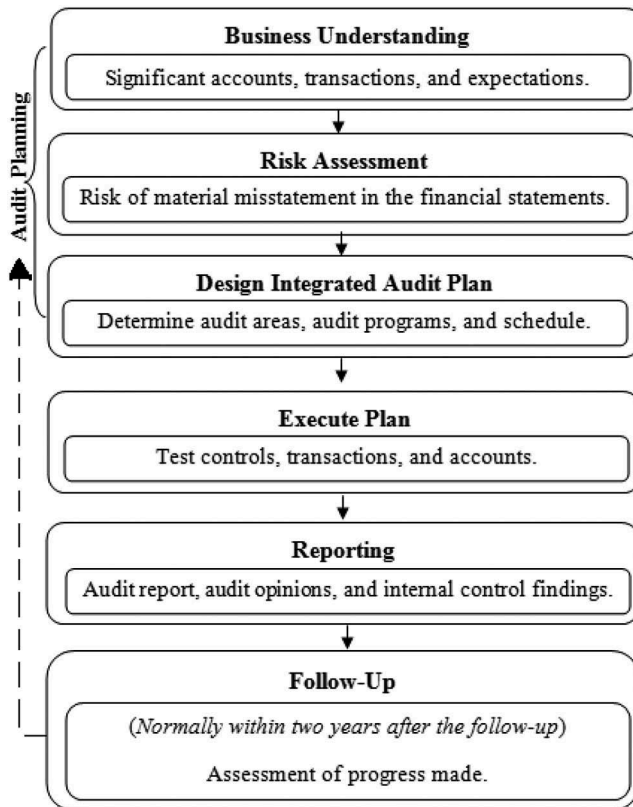 Audit Planning
Business Understanding
Significant accounts, transactions, and expectations.
Risk Assessment
Risk of material misstatement in the financial statements.
Design Integrated Audit Plan
Determine audit areas, audit programs, and schedule.
Execute Plan
Test controls, transactions, and accounts.
Reporting
Audit report, audit opinions, and internal control findings.
Follow-Up
(Normally within two years after the follow-up)
Assessment of progress made.